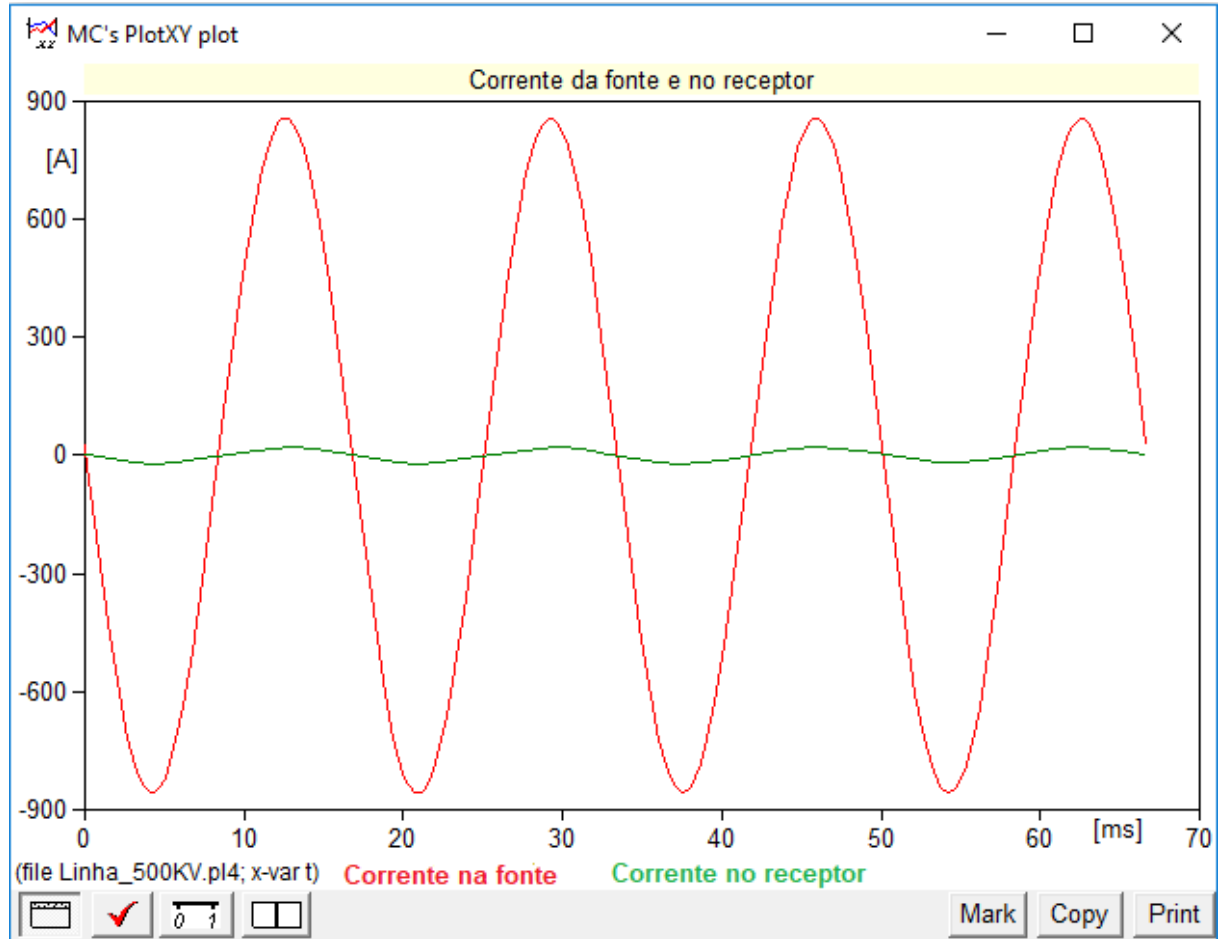 MC's PlotXY plot
Corrente da fonte e no receptor
900
[A]
600
300
0
-300
-600
-900
0 10 20 30 40 50 60 [ms] 70
(file Linha_500KV.pl4; x-var t) Corrente na fonte Corrente no receptor
0 1 Mark Copy Print